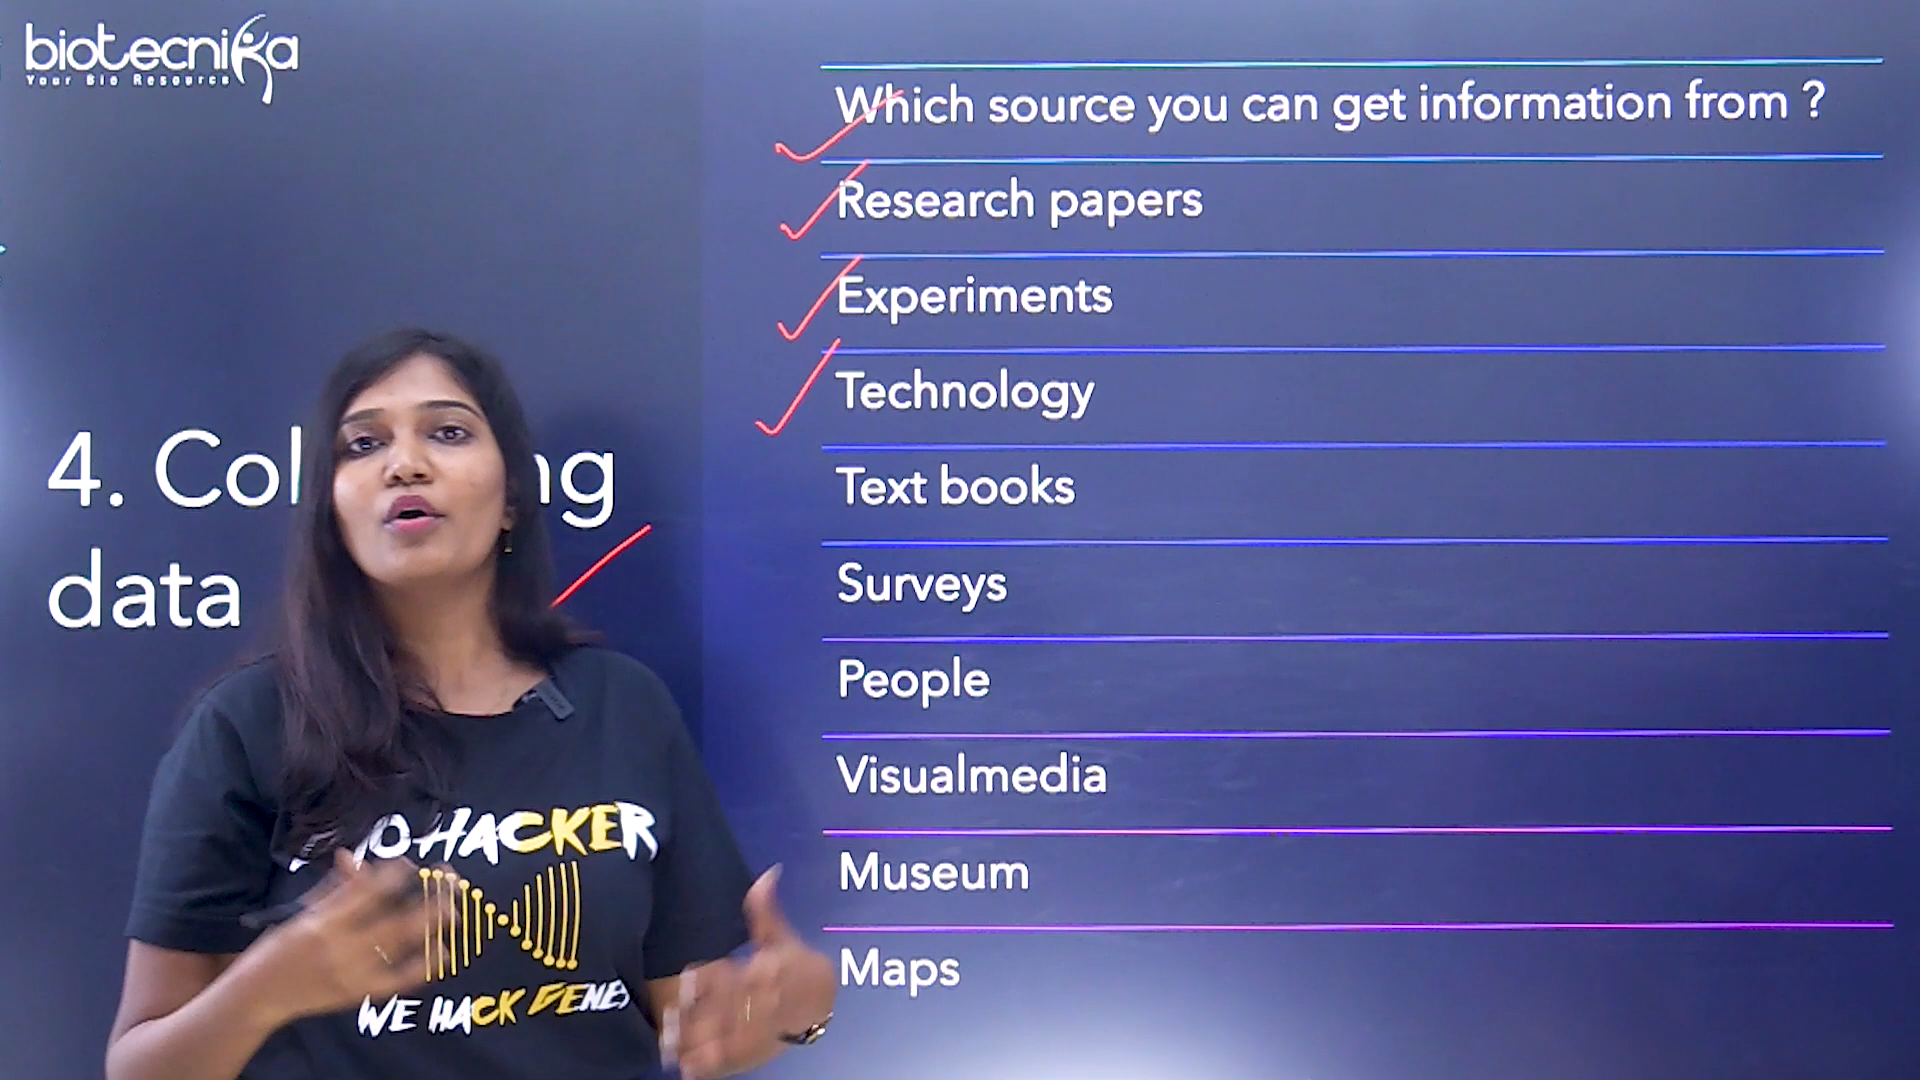 biotecnika
Your Bio Resource
Which source you can get information from ?
Research papers
Experiments
Technology
4. Col ng
data
Text books
Surveys
People
Visualmedia
Museum
Maps
HACKER
WE HACK GENES